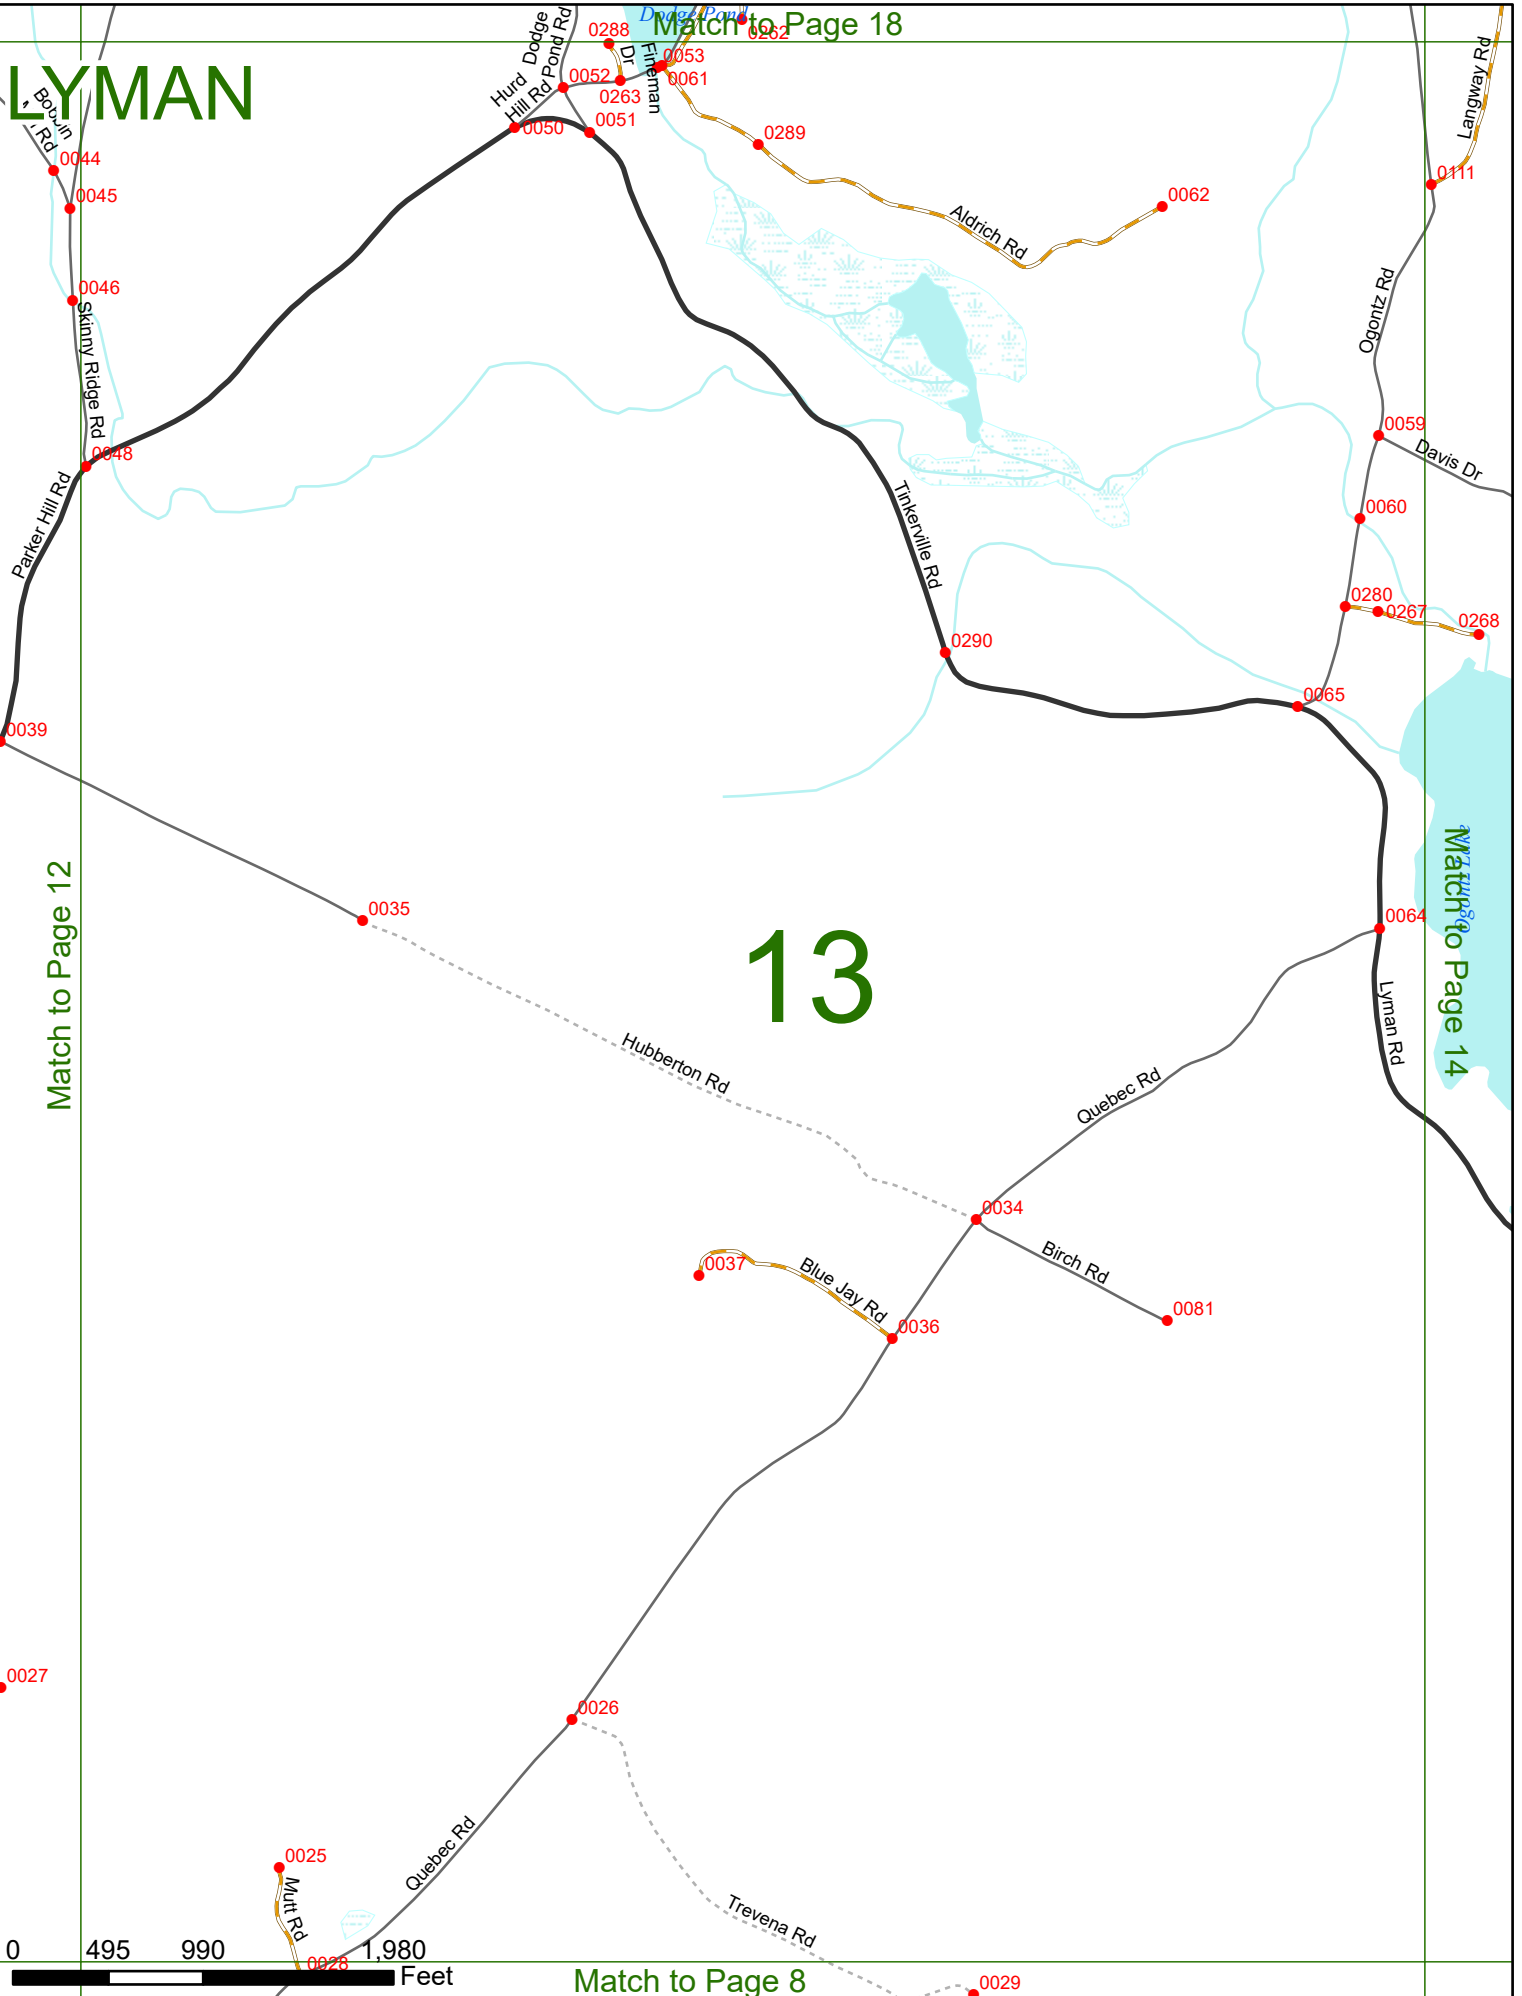 Dodge Pond
Match to Page 18
LYMAN
0262
0288
Hurd
Hill Rd
Dodge
Pond Rd
Dr
Fineman
0053
0052
0061
0263
0051
0050
0289
Langway Rd
Bobbin
Rd
0044
0045
0111
0062
Aldrich Rd
0046
Skinny Ridge Rd
Ogontz Rd
0059
Davis Dr
0048
Parker Hill Rd
Tinkerville Rd
0060
0280
0267
0268
0290
0065
0039
Match to Page 12
0035
13
0064
Ogontz Lake
Match to Page 14
Lyman Rd
Hubberton Rd
Quebec Rd
0034
Birch Rd
0037
Blue Jay Rd
0081
0036
0027
0026
Quebec Rd
0025
Mutt Rd
Trevena Rd
0028
0 495 990 1,980
Feet
Match to Page 8
0029